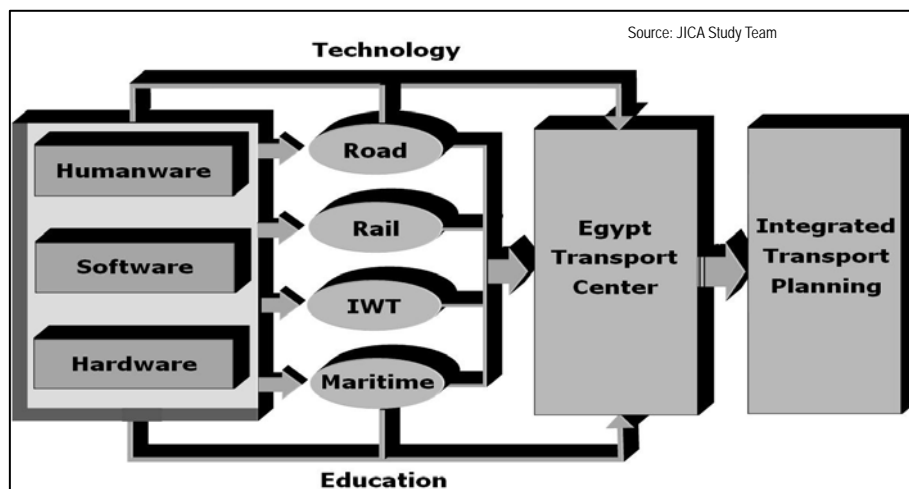 Source: JICA Study Team
Technology
Humanware
Software
Hardware
Road
Rail
IWT
Maritime
Egypt
Transport
Center
Integrated
Transport
Planning
Education